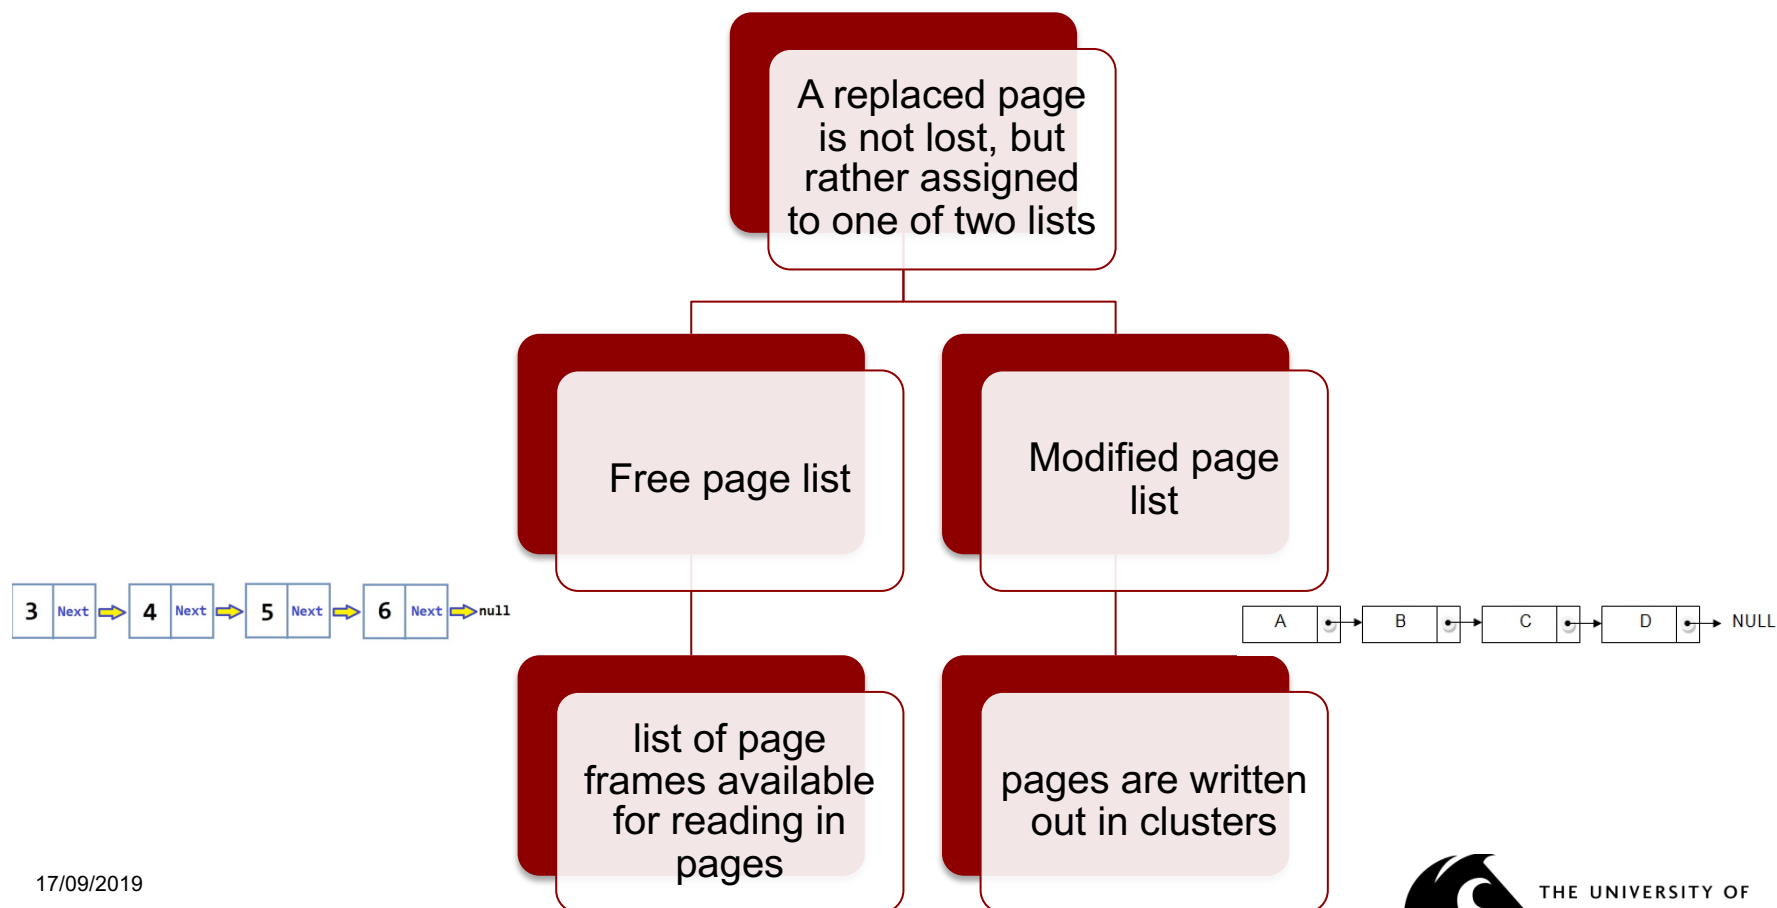 A replaced page
is not lost, but
rather assigned
to one of two lists
Free page list
Modified page
list
3 Next 4 Next 5 Next 6 Next null
A B C D NULL
list of page
frames available
for reading in
pages
pages are written
out in clusters
17/09/2019
THE UNIVERSITY OF